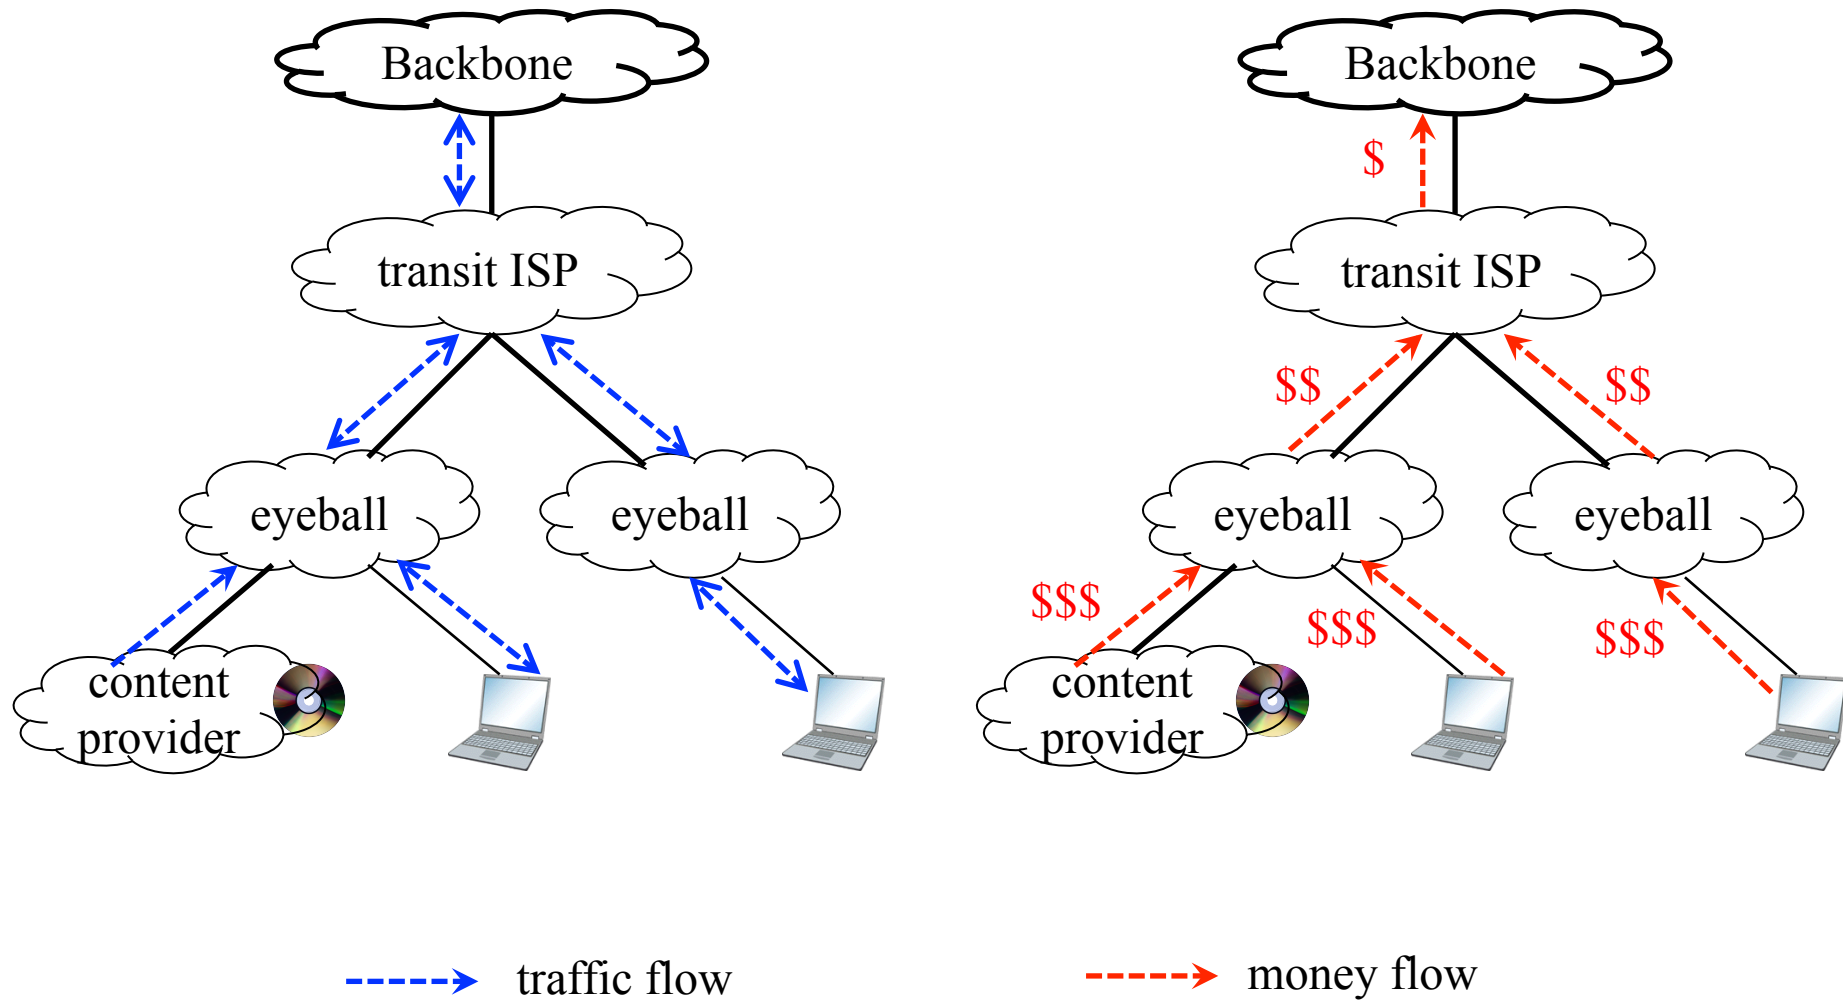 Backbone
transit ISP
eyeball
eyeball
content
provider
traffic flow
Backbone
$
transit ISP
$$
$$
eyeball
eyeball
$$$
$$$
$$$
content
provider
money flow